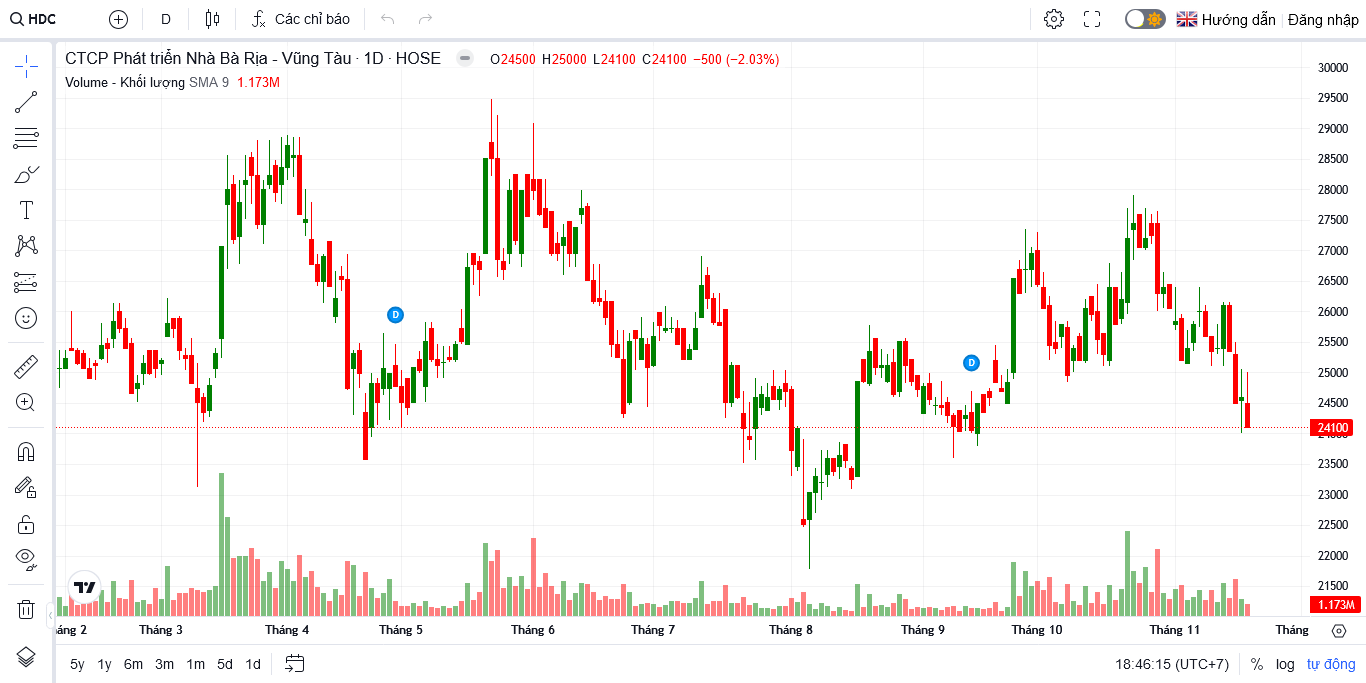 HDC D Các chỉ báo Hướng dẫn Đăng nhập
CTCP Phát triển Nhà Bà Rịa - Vũng Tàu · 1D · HOSE O24500 H25000 L24100 C24100 −500 (−2.03%)
Volume - Khối lượng SMA 9 1.173M
30000
29500
29000
28500
28000
27500
27000
26500
26000
D
25500
D
25000
24500
24100
23500
23000
22500
22000
21500
1.173M
áng 2 Tháng 3 Tháng 4 Tháng 5 Tháng 6 Tháng 7 Tháng 8 Tháng 9 Tháng 10 Tháng 11 Tháng
5y 1y 6m 3m 1m 5d 1d 18:46:15 (UTC+7) % log tự động